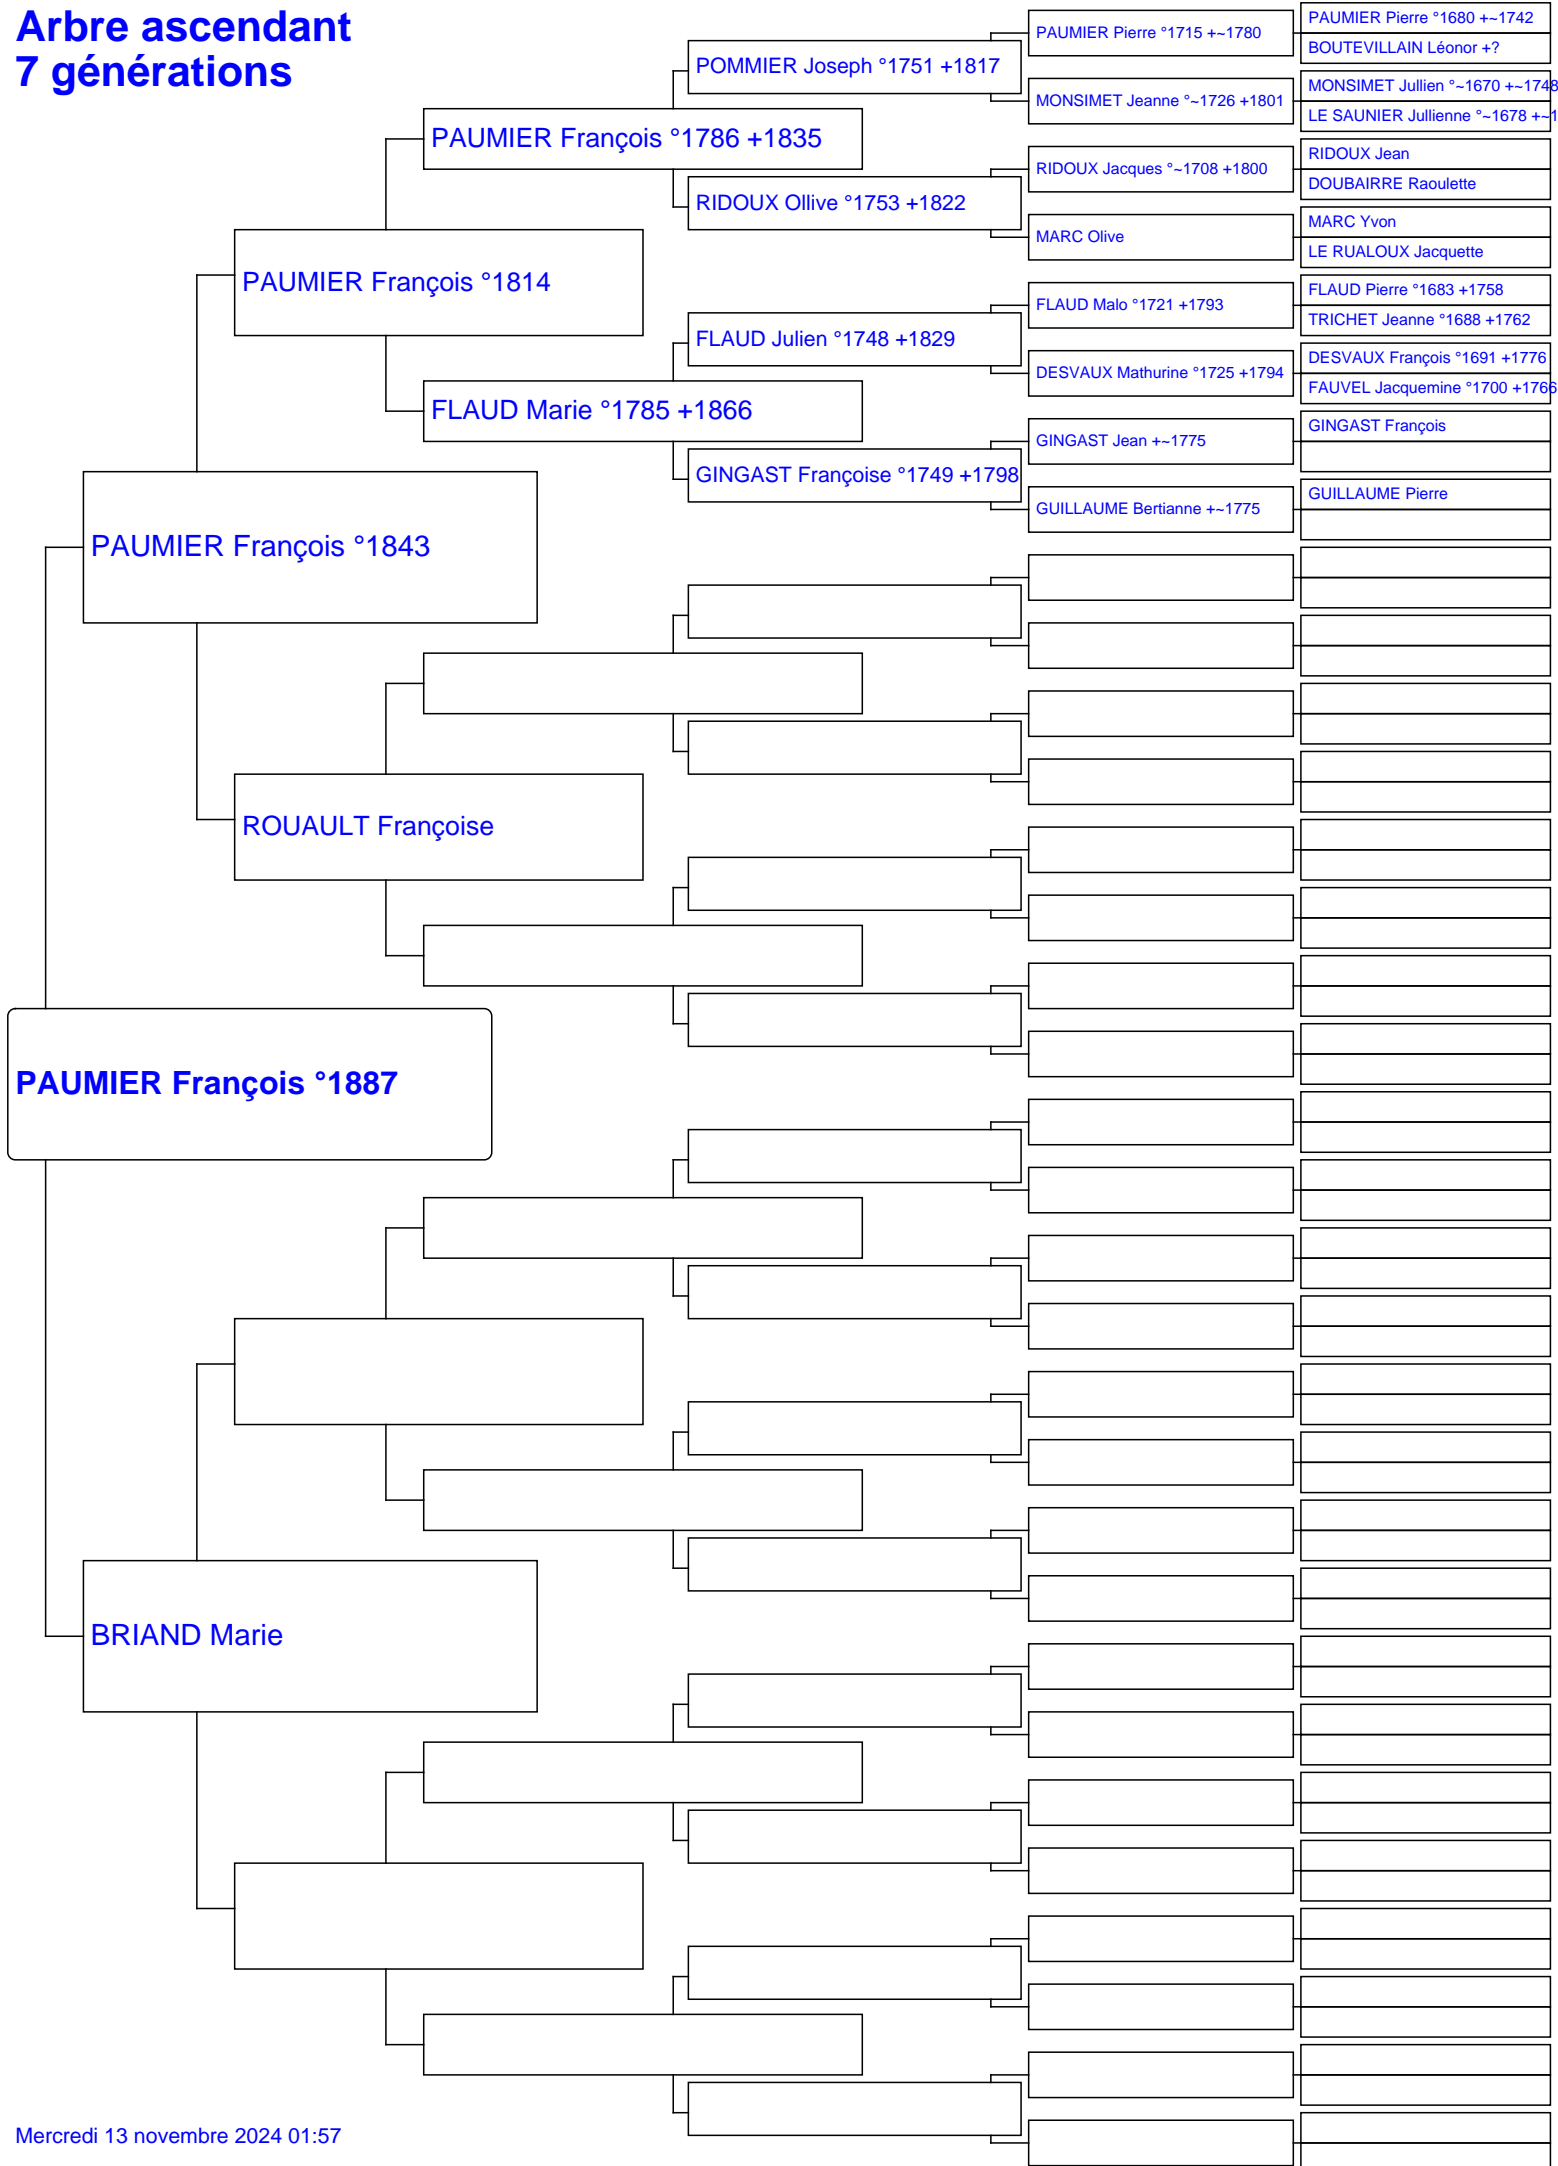 Arbre ascendant
7 générations
PAUMIER Pierre °1680 +~1742
PAUMIER Pierre °1715 +~1780
BOUTEVILLAIN Léonor +?
POMMIER Joseph °1751 +1817
MONSIMET Jullien °~1670 +~1748
MONSIMET Jeanne °~1726 +1801
LE SAUNIER Jullienne °~1678 +~1
PAUMIER François °1786 +1835
RIDOUX Jean
RIDOUX Jacques °~1708 +1800
DOUBAIRRE Raoulette
RIDOUX Ollive °1753 +1822
MARC Yvon
MARC Olive
LE RUALOUX Jacquette
PAUMIER François °1814
FLAUD Pierre °1683 +1758
FLAUD Malo °1721 +1793
TRICHET Jeanne °1688 +1762
FLAUD Julien °1748 +1829
DESVAUX François °1691 +1776
DESVAUX Mathurine °1725 +1794
FAUVEL Jacquemine °1700 +1766
FLAUD Marie °1785 +1866
GINGAST François
GINGAST Jean +~1775
GINGAST Françoise °1749 +1798
GUILLAUME Pierre
GUILLAUME Bertianne +~1775
PAUMIER François °1843
ROUAULT Françoise
PAUMIER François °1887
BRIAND Marie
Mercredi 13 novembre 2024 01:57